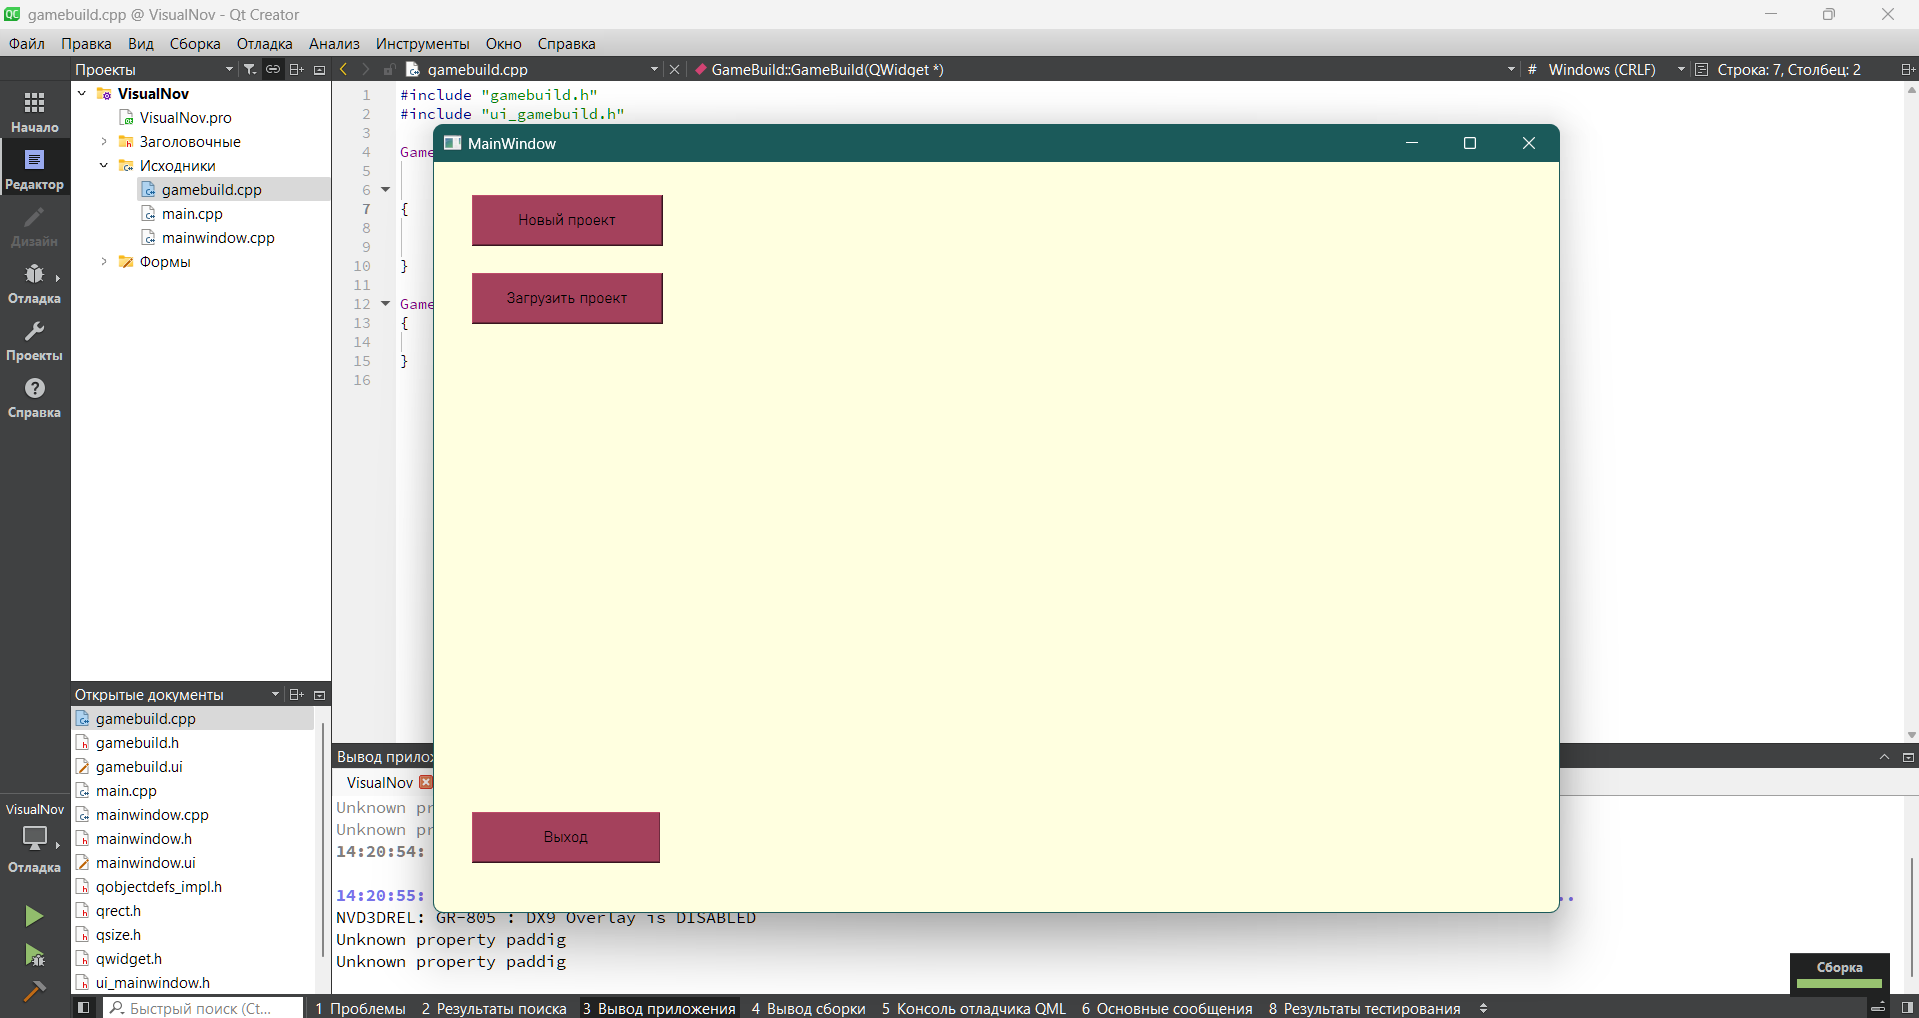 gamebuild.cpp @ VisualNov - Qt Creator
Файл Правка Вид Сборка Отладка Анализ Инструменты Окно Справка
Проекты
gamebuild.cpp
GameBuild::GameBuild(QWidget *)
# Windows (CRLF)
Строка: 7, Столбец: 2
Начало
Редактор
Дизайн
Отладка
Проекты
Справка
VisualNov
Отладка
VisualNov
VisualNov.pro
Заголовочные
Исходники
gamebuild.cpp
main.cpp
mainwindow.cpp
Формы
Открытые документы
gamebuild.cpp
gamebuild.h
gamebuild.ui
main.cpp
mainwindow.cpp
mainwindow.h
mainwindow.ui
qobjectdefs_impl.h
qrect.h
qsize.h
qwidget.h
ui_mainwindow.h
1 #include "gamebuild.h"
2 #include "ui_gamebuild.h"
3
4 Game
5
6
7 {
8
9
10 }
11
12 Game
13 {
14
15 }
16
MainWindow
Новый проект
Загрузить проект
Выход
Вывод прило
VisualNov
Unknown pr
Unknown pr
14:20:54:
14:20:55:
NVD3DREL: GR-805 : DX9 Overlay is DISABLED
Unknown property paddig
Unknown property paddig
Сборка
Быстрый поиск (Ct...
1 Проблемы 2 Результаты поиска 3 Вывод приложения 4 Вывод сборки 5 Консоль отладчика QML 6 Основные сообщения 8 Результаты тестирования